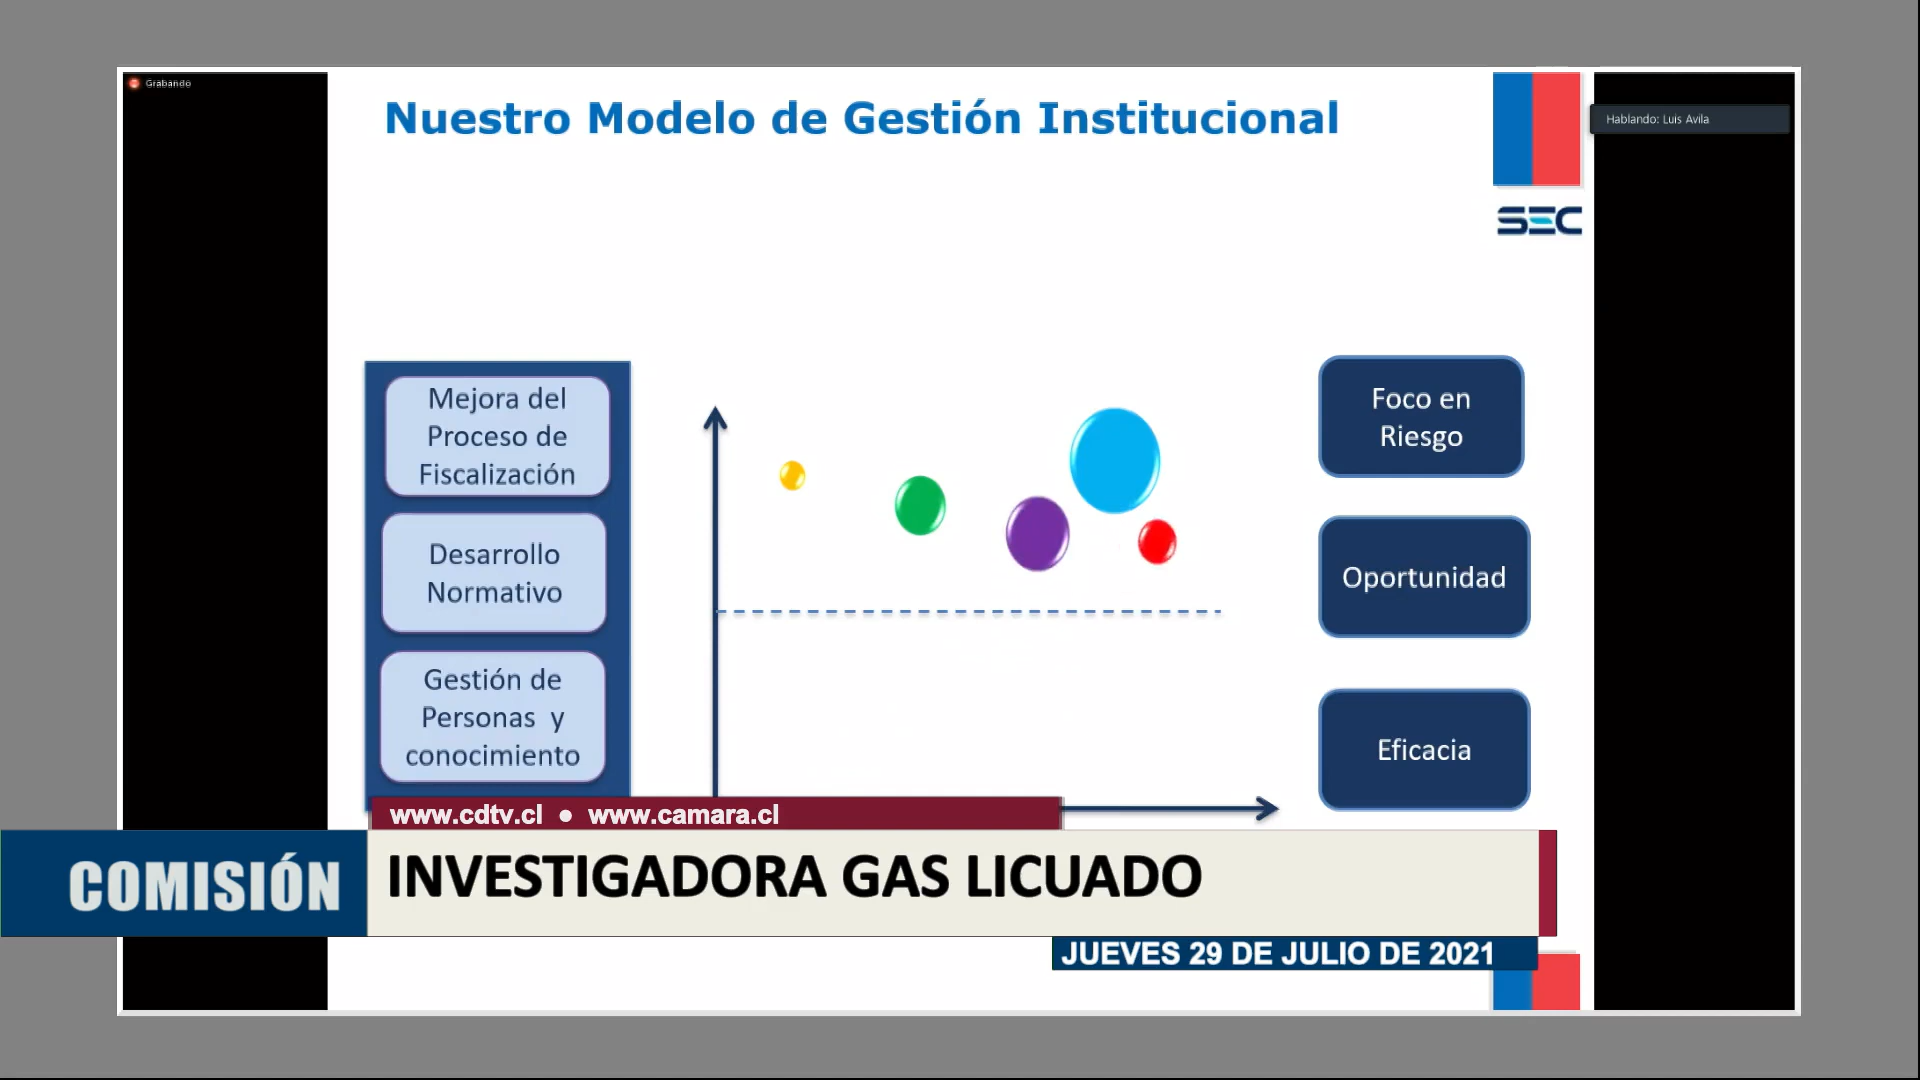 Grabando
Nuestro Modelo de Gestión Institucional
Hablando: Luis Avila
SEC
Mejora del
Proceso de
Fiscalización
Desarrollo
Normativo
Gestión de
Personas y
conocimiento
Foco en
Riesgo
Oportunidad
Eficacia
www.cdtv.cl ● www.camara.cl
COMISIÓN
INVESTIGADORA GAS LICUADO
JUEVES 29 DE JULIO DE 2021